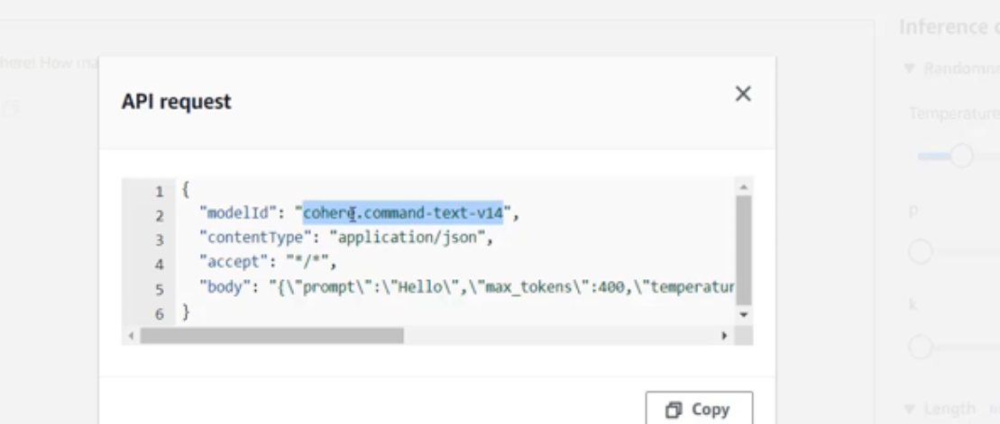 Inference
here! How ma
Randomne
API request
Temperature
1 {
2 "modelId": "cohere.command-text-v14",
3 "contentType": "application/json",
p
4 "accept": "*/*",
5 "body": "{\"prompt\":\"Hello\",\"max_tokens\":400,\"temperatur
k
6 }
Copy
Length